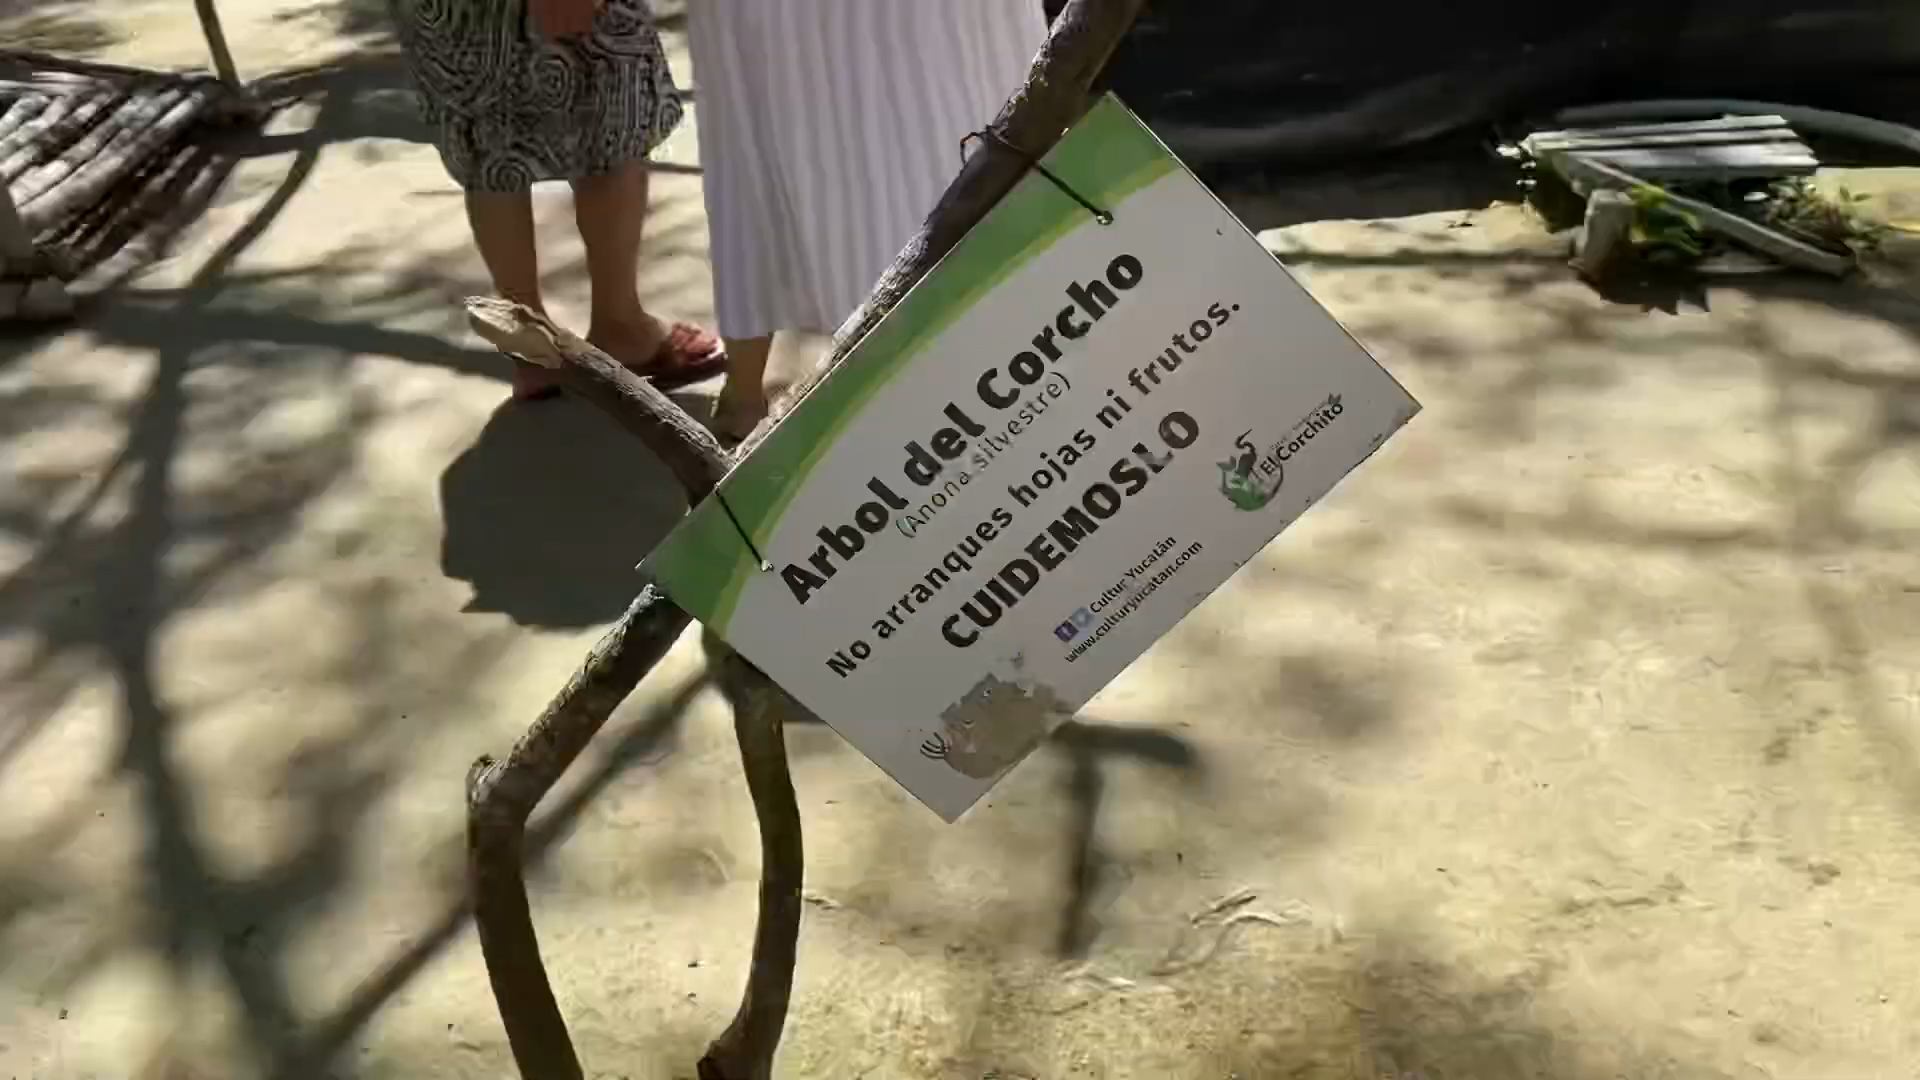 Arbol del Corcho
(Anona silvestre)
No arranques hojas ni frutos.
CUIDEMOSLO
Cultur Yucatán
www.culturyucatan.com
El Corchito